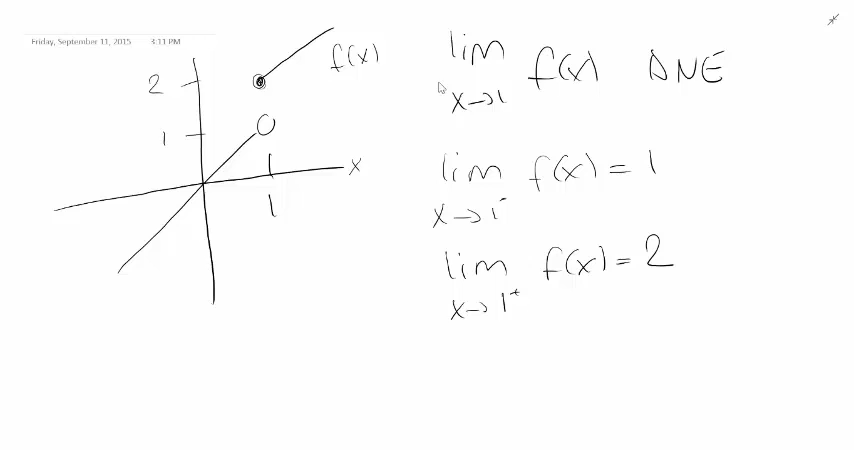 Friday, September 11, 2015 3:11 PM
f(x)
2
1
x
1
lim f(x) DNE
x→1
lim f(x) = 1
x→1⁻
lim f(x) = 2
x→1⁺